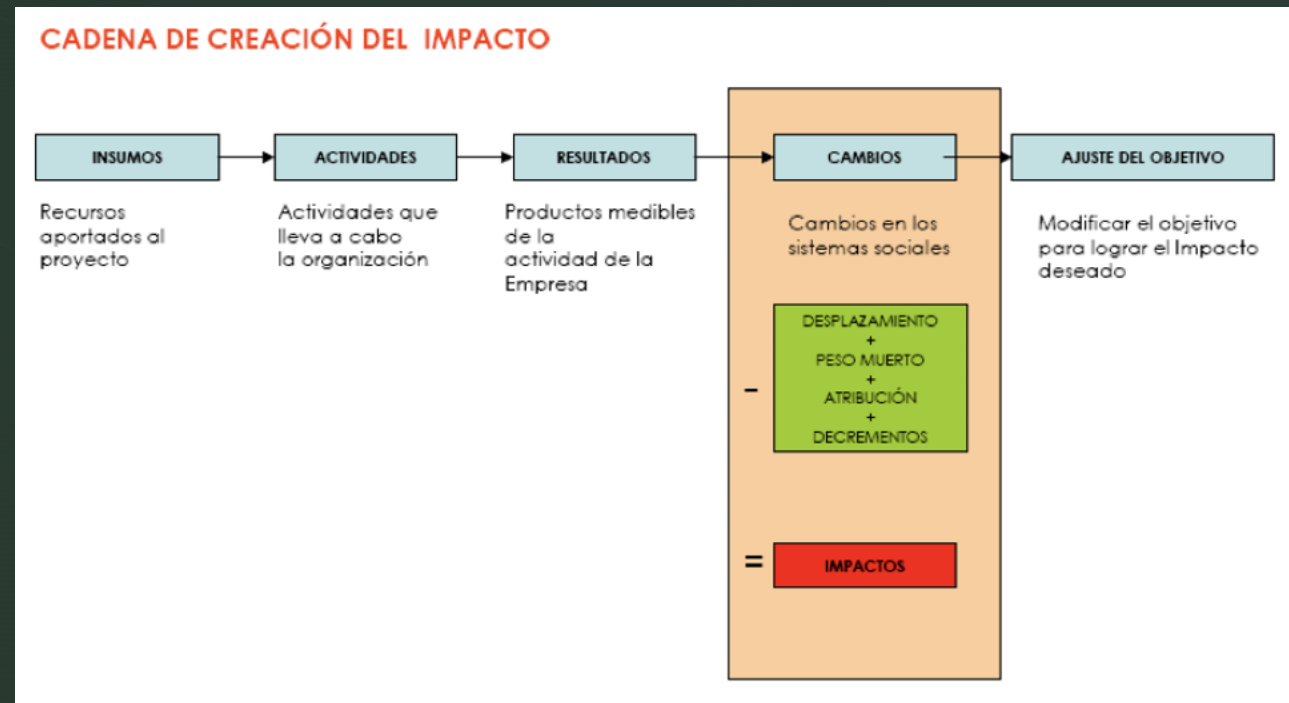 CADENA DE CREACIÓN DEL IMPACTO
INSUMOS
Recursos
aportados al
proyecto
ACTIVIDADES
Actividades que
lleva a cabo
la organización
RESULTADOS
Productos medibles
de la
actividad de la
Empresa
CAMBIOS
Cambios en los
sistemas sociales
−
DESPLAZAMIENTO
+
PESO MUERTO
+
ATRIBUCIÓN
+
DECREMENTOS
=
IMPACTOS
AJUSTE DEL OBJETIVO
Modificar el objetivo
para lograr el Impacto
deseado